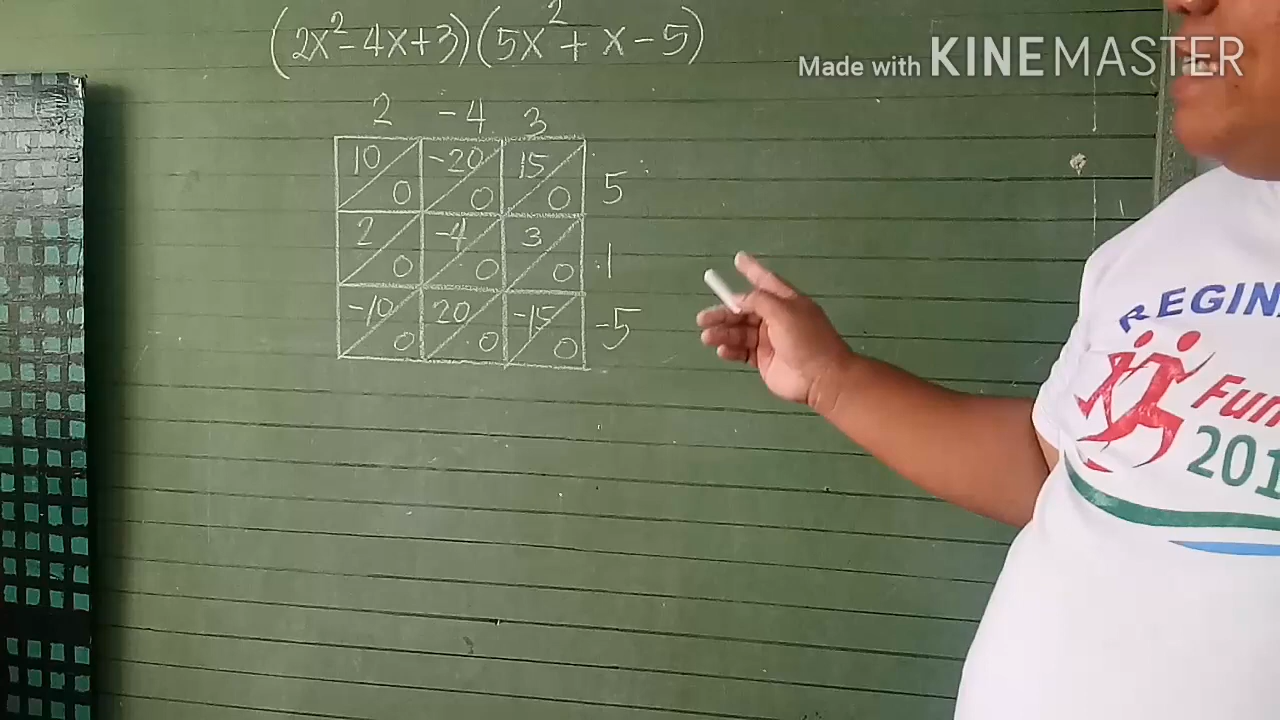 (2x²-4x+3)(5x²+x-5)
Made with KINEMASTER
2 -4 3
10 -20 15
0 0 0 5
2 -4 3
0 0 0 1
-10 20 -15
0 0 0 -5
REGIN
Fun
201